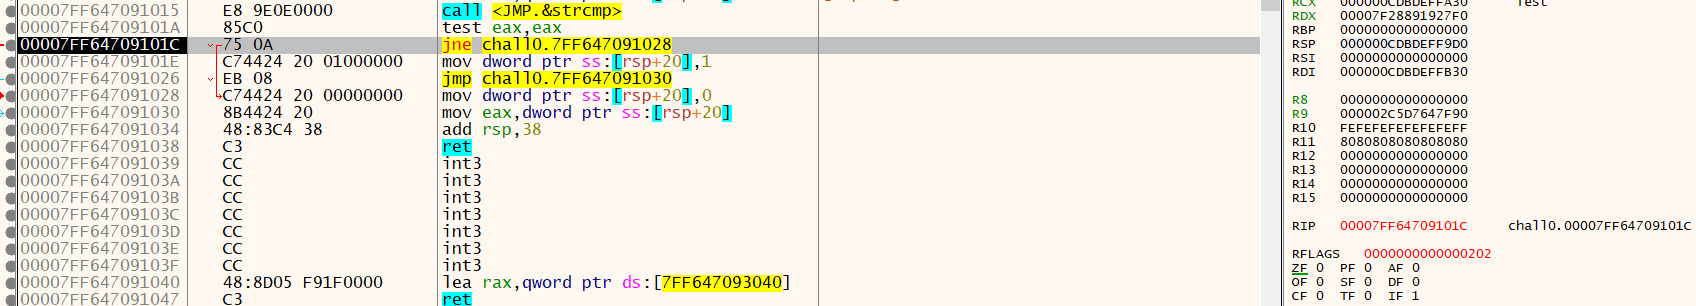 00007FF647091015 E8 9E0E0000 call <JMP.&strcmp>
00007FF64709101A 85C0 test eax,eax
00007FF64709101C 75 0A jne chall0.7FF647091028
00007FF64709101E C74424 20 01000000 mov dword ptr ss:[rsp+20],1
00007FF647091026 EB 08 jmp chall0.7FF647091030
00007FF647091028 C74424 20 00000000 mov dword ptr ss:[rsp+20],0
00007FF647091030 8B4424 20 mov eax,dword ptr ss:[rsp+20]
00007FF647091034 48:83C4 38 add rsp,38
00007FF647091038 C3 ret
00007FF647091039 CC int3
00007FF64709103A CC int3
00007FF64709103B CC int3
00007FF64709103C CC int3
00007FF64709103D CC int3
00007FF64709103E CC int3
00007FF64709103F CC int3
00007FF647091040 48:8D05 F91F0000 lea rax,qword ptr ds:[7FF647093040]
00007FF647091047 C3 ret
RCX 000000CDBDEFFA30 "Test"
RDX 00007F28891927F0
RBP 0000000000000000
RSP 000000CDBDEFF9D0
RSI 0000000000000000
RDI 000000CDBDEFFB30
R8 0000000000000000
R9 000002C5D7647F90
R10 FEFEFEFEFEFEFEFF
R11 8080808080808080
R12 0000000000000000
R13 0000000000000000
R14 0000000000000000
R15 0000000000000000
RIP 00007FF64709101C chall0.00007FF64709101C
RFLAGS 0000000000000202
ZF 0 PF 0 AF 0
OF 0 SF 0 DF 0
CF 0 TF 0 IF 1